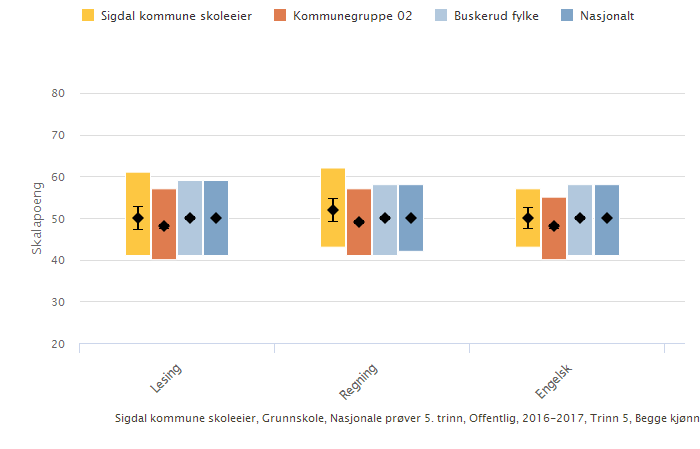 Sigdal kommune skoleeier Kommunegruppe 02 Buskerud fylke Nasjonalt
Skalapoeng
80
70
60
50
40
30
20
Lesing Regning Engelsk
Sigdal kommune skoleeier, Grunnskole, Nasjonale prøver 5. trinn, Offentlig, 2016-2017, Trinn 5, Begge kjønn